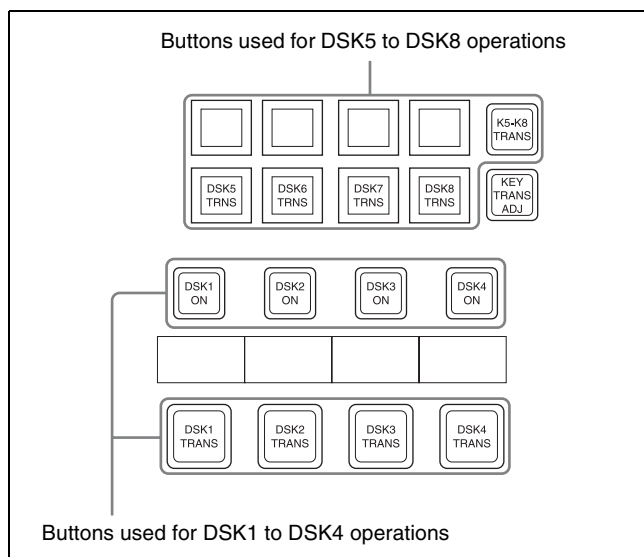 Buttons used for DSK5 to DSK8 operations
K5-K8
TRANS
DSK5
TRNS
DSK6
TRNS
DSK7
TRNS
DSK8
TRNS
KEY
TRANS
ADJ
DSK1
ON
DSK2
ON
DSK3
ON
DSK4
ON
DSK1
TRANS
DSK2
TRANS
DSK3
TRANS
DSK4
TRANS
Buttons used for DSK1 to DSK4 operations